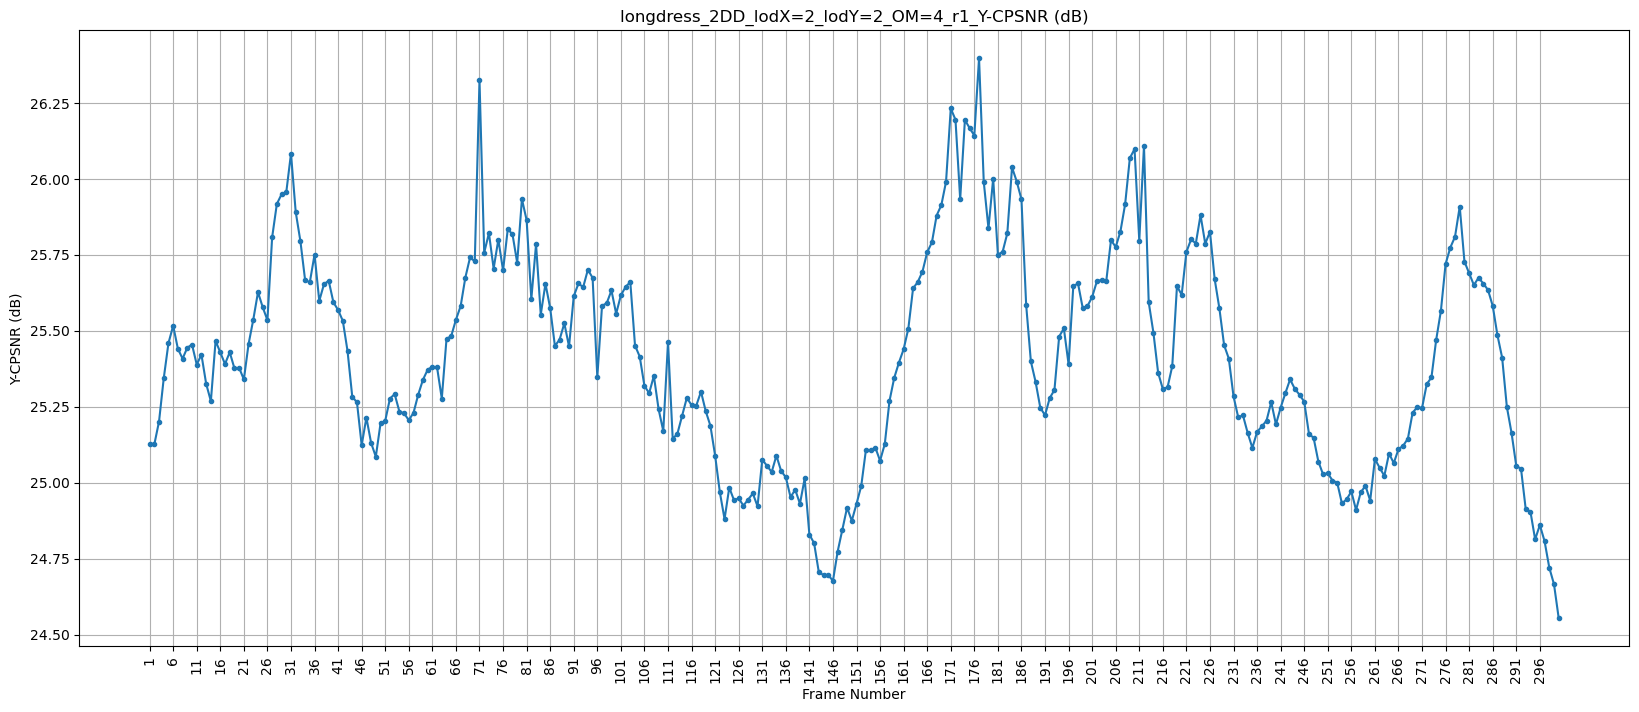 longdress_2DD_lodX=2_lodY=2_OM=4_r1_Y-CPSNR (dB)
Y-CPSNR (dB)
26.25
26.00
25.75
25.50
25.25
25.00
24.75
24.50
1 6 11 16 21 26 31 36 41 46 51 56 61 66 71 76 81 86 91 96 101 106 111 116 121 126 131 136 141 146 151 156 161 166 171 176 181 186 191 196 201 206 211 216 221 226 231 236 241 246 251 256 261 266 271 276 281 286 291 296
Frame Number